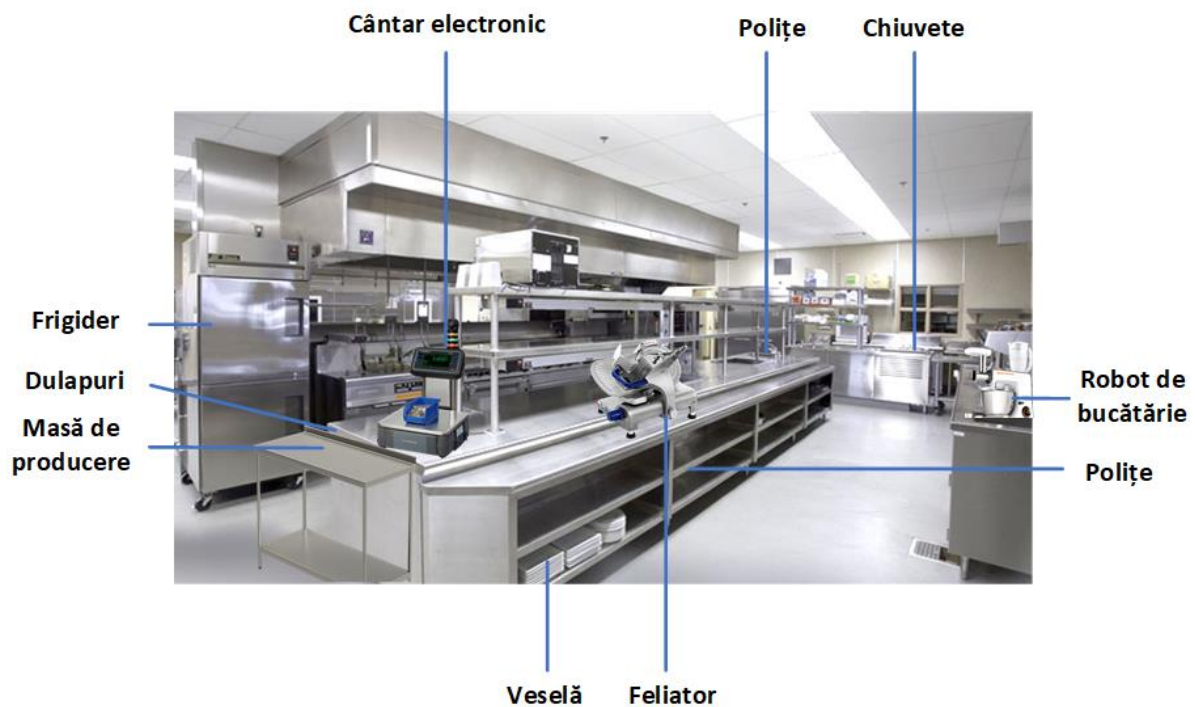 Cântar electronic
Polițe
Chiuvete
Frigider
Dulapuri
Masă de
producere
Robot de
bucătărie
Polițe
Veselă
Feliator